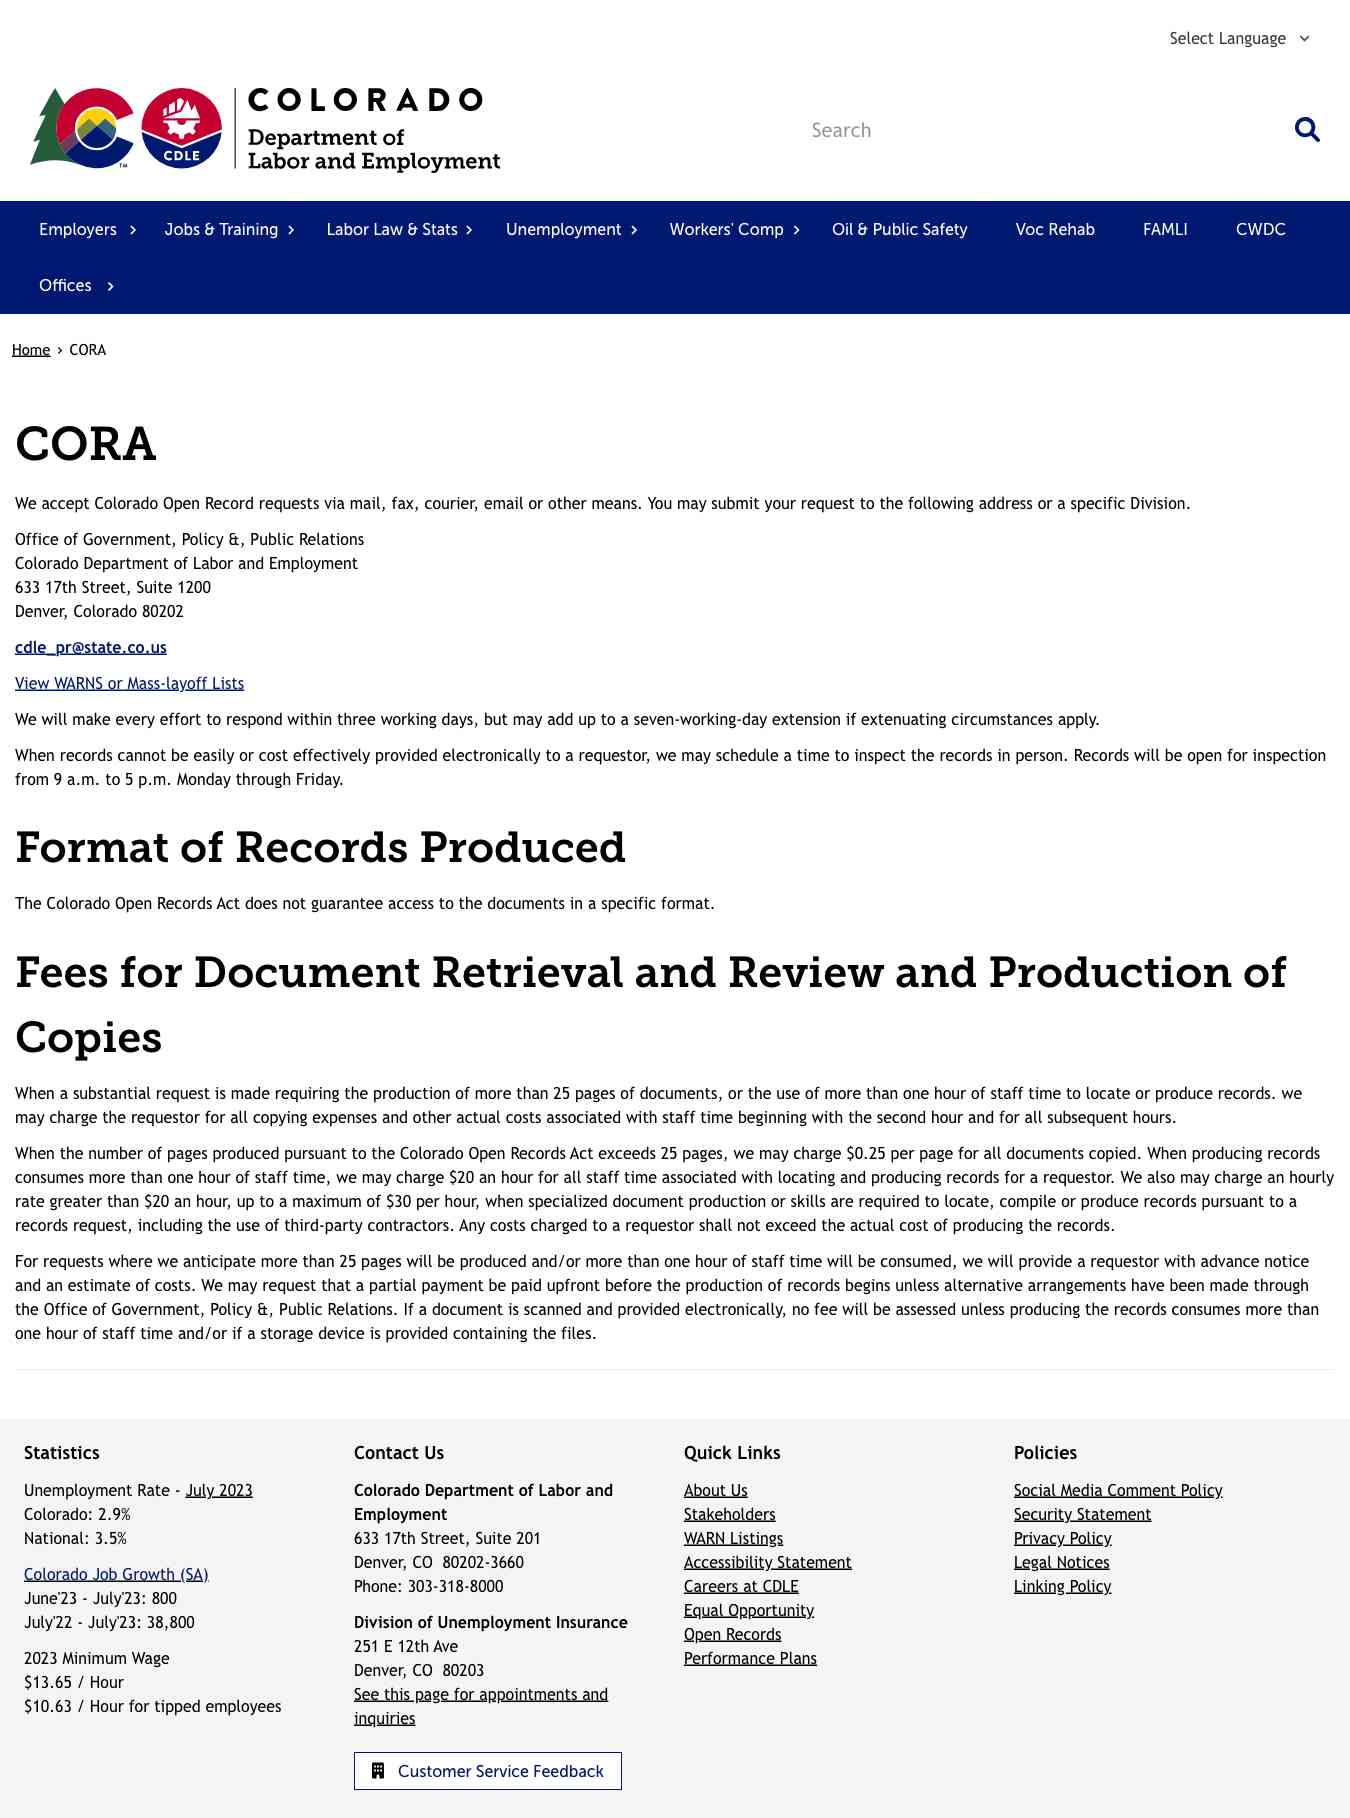 Select Language
CDLE
TM
COLORADO
Department of
Labor and Employment
Search
Employers
Jobs & Training
Labor Law & Stats
Unemployment
Workers' Comp
Oil & Public Safety
Voc Rehab
FAMLI
CWDC
Offices
Home › CORA
CORA
We accept Colorado Open Record requests via mail, fax, courier, email or other means. You may submit your request to the following address or a specific Division.
Office of Government, Policy &, Public Relations
Colorado Department of Labor and Employment
633 17th Street, Suite 1200
Denver, Colorado 80202
cdle_pr@state.co.us
View WARNS or Mass-layoff Lists
We will make every effort to respond within three working days, but may add up to a seven-working-day extension if extenuating circumstances apply.
When records cannot be easily or cost effectively provided electronically to a requestor, we may schedule a time to inspect the records in person. Records will be open for inspection
from 9 a.m. to 5 p.m. Monday through Friday.
Format of Records Produced
The Colorado Open Records Act does not guarantee access to the documents in a specific format.
Fees for Document Retrieval and Review and Production of
Copies
When a substantial request is made requiring the production of more than 25 pages of documents, or the use of more than one hour of staff time to locate or produce records. we
may charge the requestor for all copying expenses and other actual costs associated with staff time beginning with the second hour and for all subsequent hours.
When the number of pages produced pursuant to the Colorado Open Records Act exceeds 25 pages, we may charge $0.25 per page for all documents copied. When producing records
consumes more than one hour of staff time, we may charge $20 an hour for all staff time associated with locating and producing records for a requestor. We also may charge an hourly
rate greater than $20 an hour, up to a maximum of $30 per hour, when specialized document production or skills are required to locate, compile or produce records pursuant to a
records request, including the use of third-party contractors. Any costs charged to a requestor shall not exceed the actual cost of producing the records.
For requests where we anticipate more than 25 pages will be produced and/or more than one hour of staff time will be consumed, we will provide a requestor with advance notice
and an estimate of costs. We may request that a partial payment be paid upfront before the production of records begins unless alternative arrangements have been made through
the Office of Government, Policy &, Public Relations. If a document is scanned and provided electronically, no fee will be assessed unless producing the records consumes more than
one hour of staff time and/or if a storage device is provided containing the files.
Statistics
Unemployment Rate - July 2023
Colorado: 2.9%
National: 3.5%
Colorado Job Growth (SA)
June'23 - July'23: 800
July'22 - July'23: 38,800
2023 Minimum Wage
$13.65 / Hour
$10.63 / Hour for tipped employees
Contact Us
Colorado Department of Labor and
Employment
633 17th Street, Suite 201
Denver, CO 80202-3660
Phone: 303-318-8000
Division of Unemployment Insurance
251 E 12th Ave
Denver, CO 80203
See this page for appointments and
inquiries
Customer Service Feedback
Quick Links
About Us
Stakeholders
WARN Listings
Accessibility Statement
Careers at CDLE
Equal Opportunity
Open Records
Performance Plans
Policies
Social Media Comment Policy
Security Statement
Privacy Policy
Legal Notices
Linking Policy